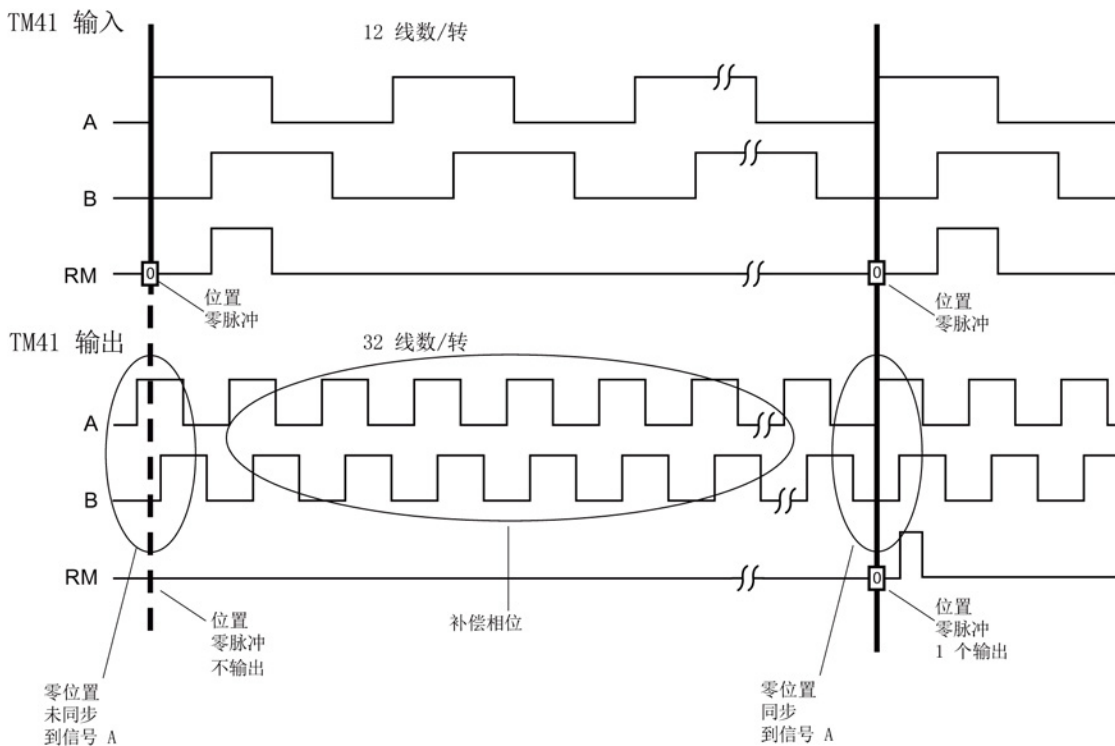 TM41 输入
12 线数/转
A
B
RM
0
0
位置
零脉冲
位置
零脉冲
TM41 输出
32 线数/转
A
B
RM
0
位置
零脉冲
不输出
补偿相位
位置
零脉冲
1 个输出
零位置
未同步
到信号 A
零位置
同步
到信号 A